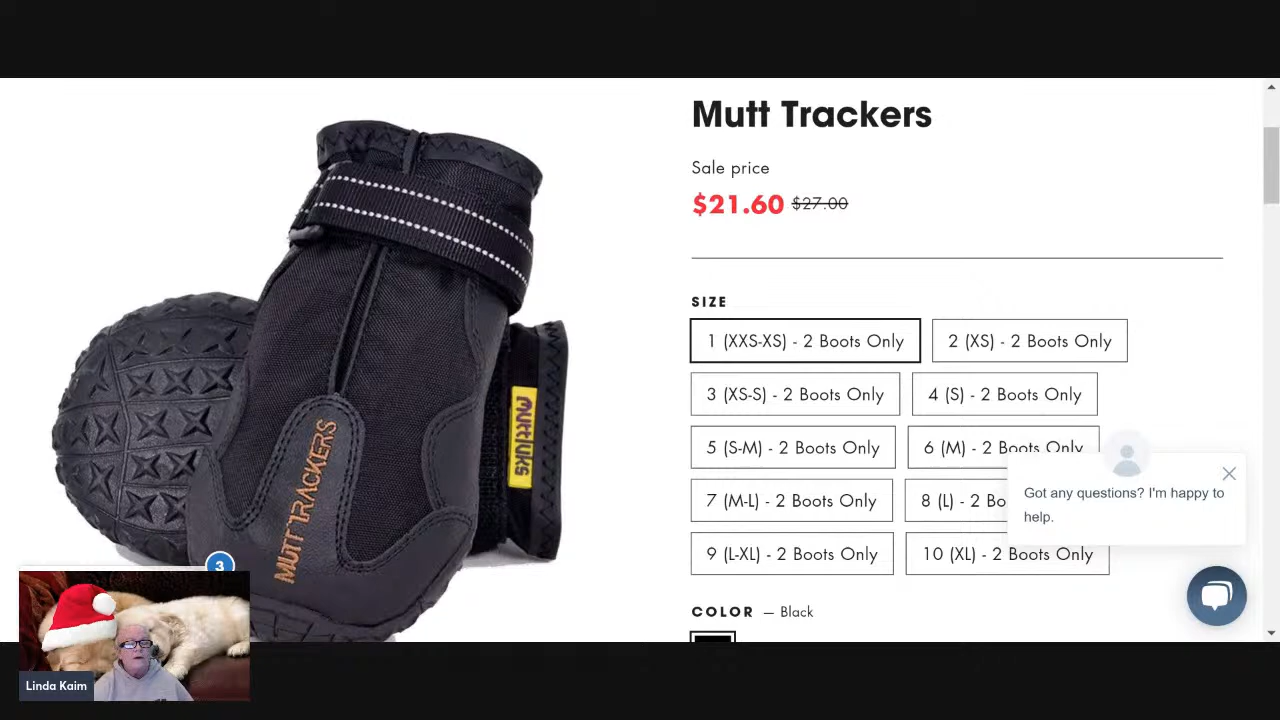 Mutt Trackers
Sale price
$21.60 $27.00
SIZE
1 (XXS-XS) - 2 Boots Only
2 (XS) - 2 Boots Only
3 (XS-S) - 2 Boots Only
4 (S) - 2 Boots Only
5 (S-M) - 2 Boots Only
6 (M) - 2 Boots Only
7 (M-L) - 2 Boots Only
8 (L) - 2 Bo
9 (L-XL) - 2 Boots Only
10 (XL) - 2 Boots Only
COLOR — Black
Got any questions? I'm happy to
help.
MUTT TRACKERS
muttluks
3
Linda Kaim